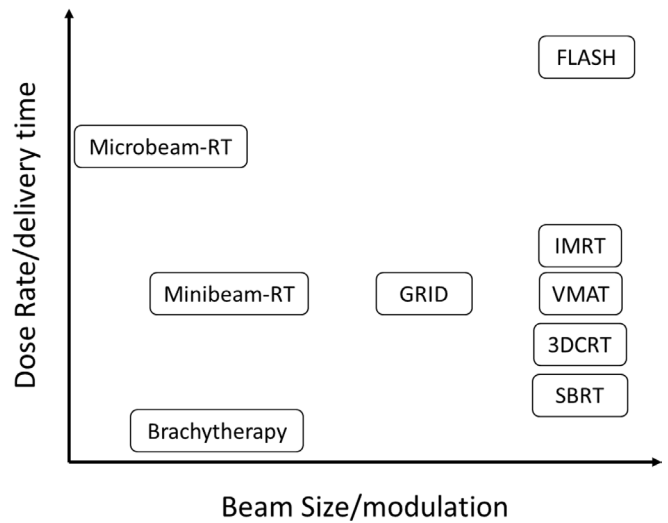 FLASH
Dose Rate/delivery time
Microbeam-RT
IMRT
Minibeam-RT
GRID
VMAT
3DCRT
SBRT
Brachytherapy
Beam Size/modulation